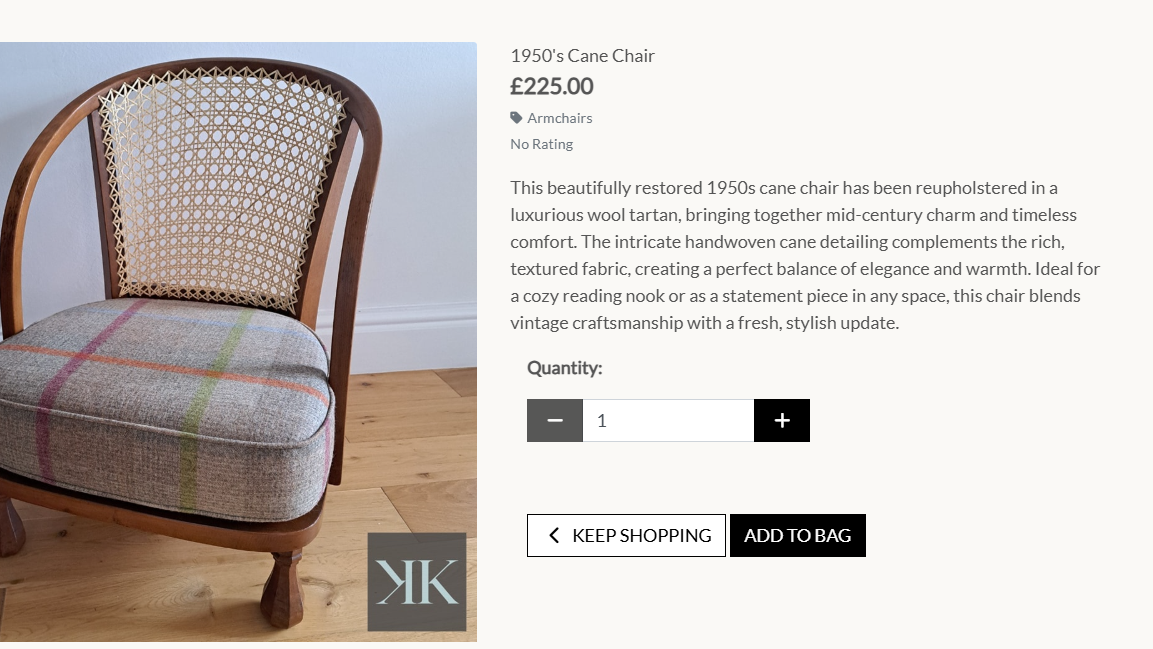 1950's Cane Chair
£225.00
Armchairs
No Rating
This beautifully restored 1950s cane chair has been reupholstered in a
luxurious wool tartan, bringing together mid-century charm and timeless
comfort. The intricate handwoven cane detailing complements the rich,
textured fabric, creating a perfect balance of elegance and warmth. Ideal for
a cozy reading nook or as a statement piece in any space, this chair blends
vintage craftsmanship with a fresh, stylish update.
Quantity:
1
KEEP SHOPPING
ADD TO BAG
KK